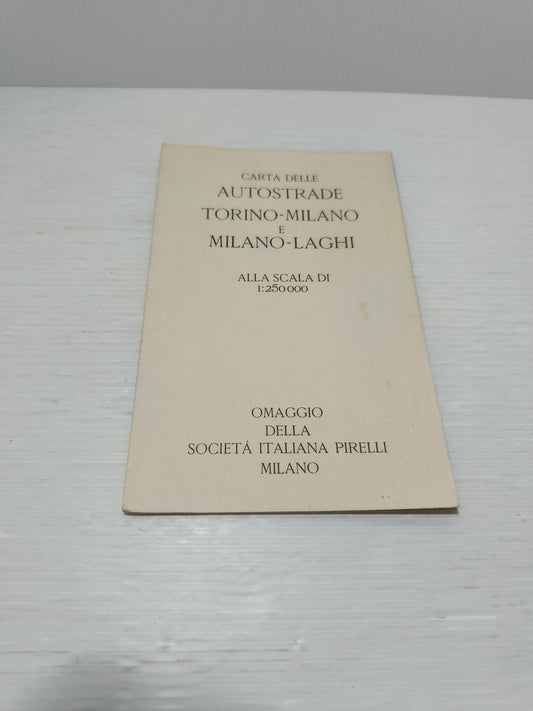 CARTA DELLE
AUTOSTRADE
TORINO-MILANO
E
MILANO-LAGHI
ALLA SCALA DI
1:250000
OMAGGIO
DELLA
SOCIETÀ ITALIANA PIRELLI
MILANO